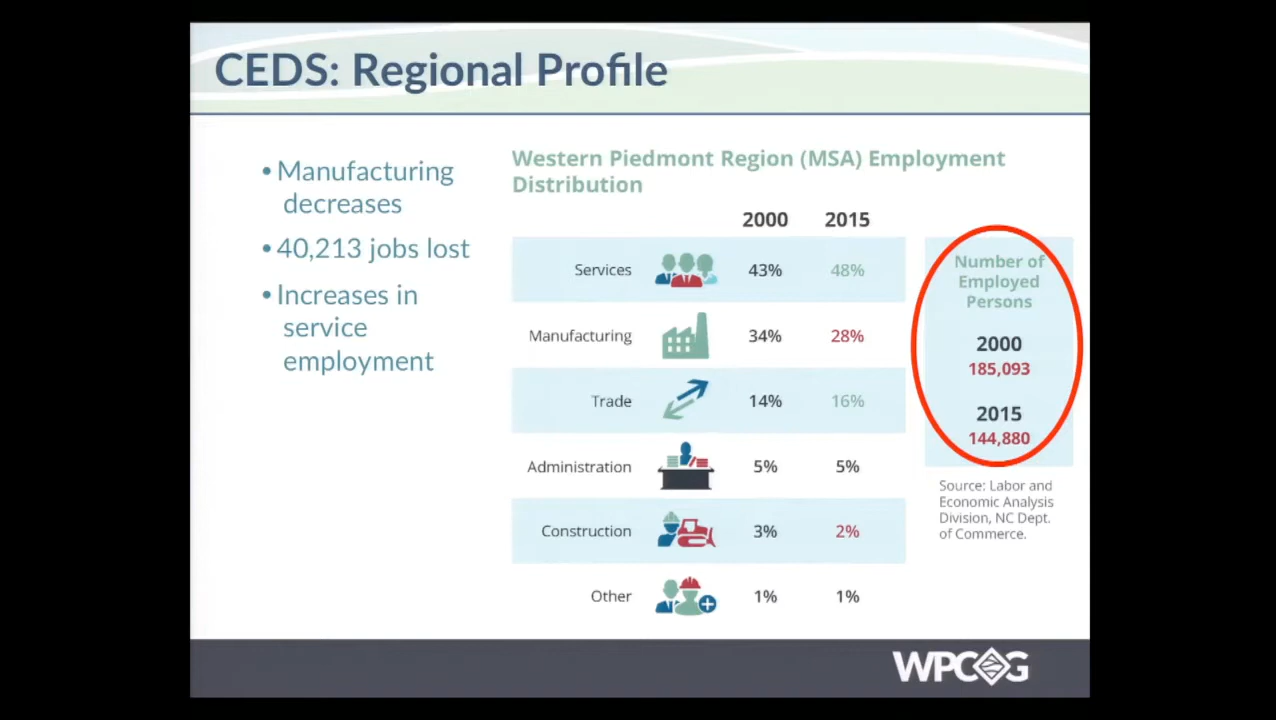 CEDS: Regional Profile
• Manufacturing
decreases
• 40,213 jobs lost
• Increases in
service
employment
Western Piedmont Region (MSA) Employment
Distribution
2000 2015
Services 43% 48%
Manufacturing 34% 28%
Trade 14% 16%
Administration 5% 5%
Construction 3% 2%
Other 1% 1%
Number of
Employed
Persons
2000
185,093
2015
144,880
Source: Labor and
Economic Analysis
Division, NC Dept.
of Commerce.
WPCOG